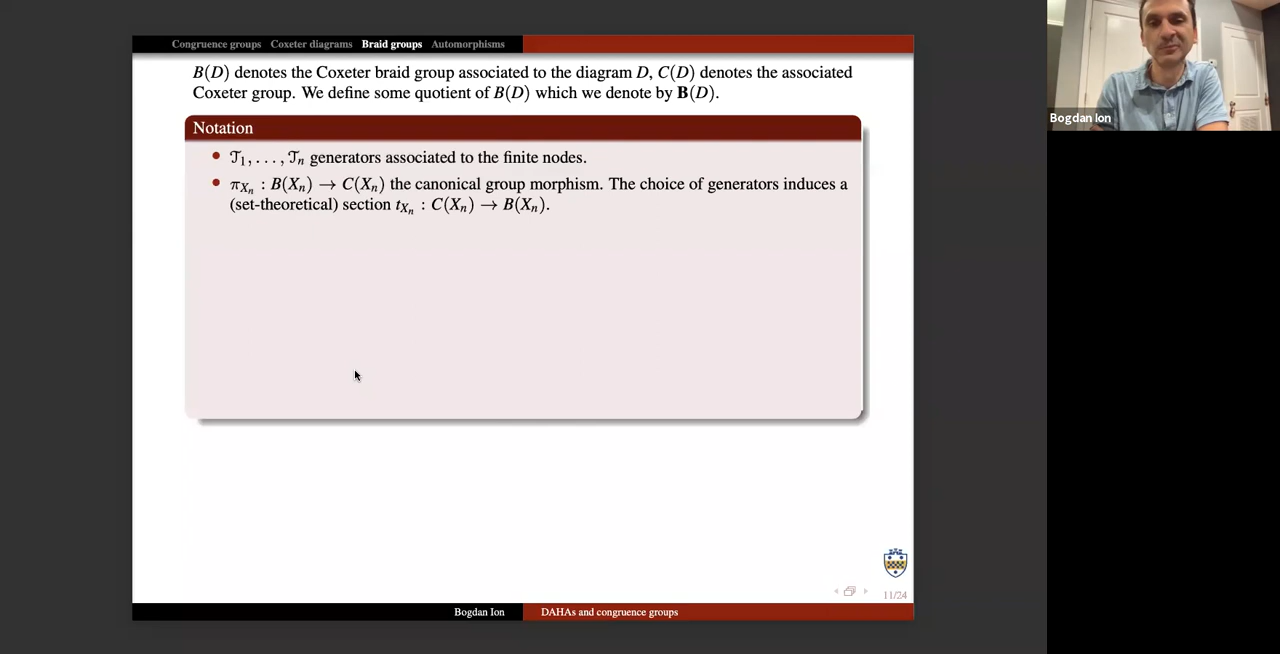 Congruence groups Coxeter diagrams Braid groups Automorphisms
B(D) denotes the Coxeter braid group associated to the diagram D, C(D) denotes the associated
Coxeter group. We define some quotient of B(D) which we denote by B(D).
Notation
• 𝒯₁, . . . , 𝒯ₙ generators associated to the finite nodes.
• π_{Xₙ} : B(Xₙ) → C(Xₙ) the canonical group morphism. The choice of generators induces a
(set-theoretical) section t_{Xₙ} : C(Xₙ) → B(Xₙ).
11/24
Bogdan Ion DAHAs and congruence groups
Bogdan Ion